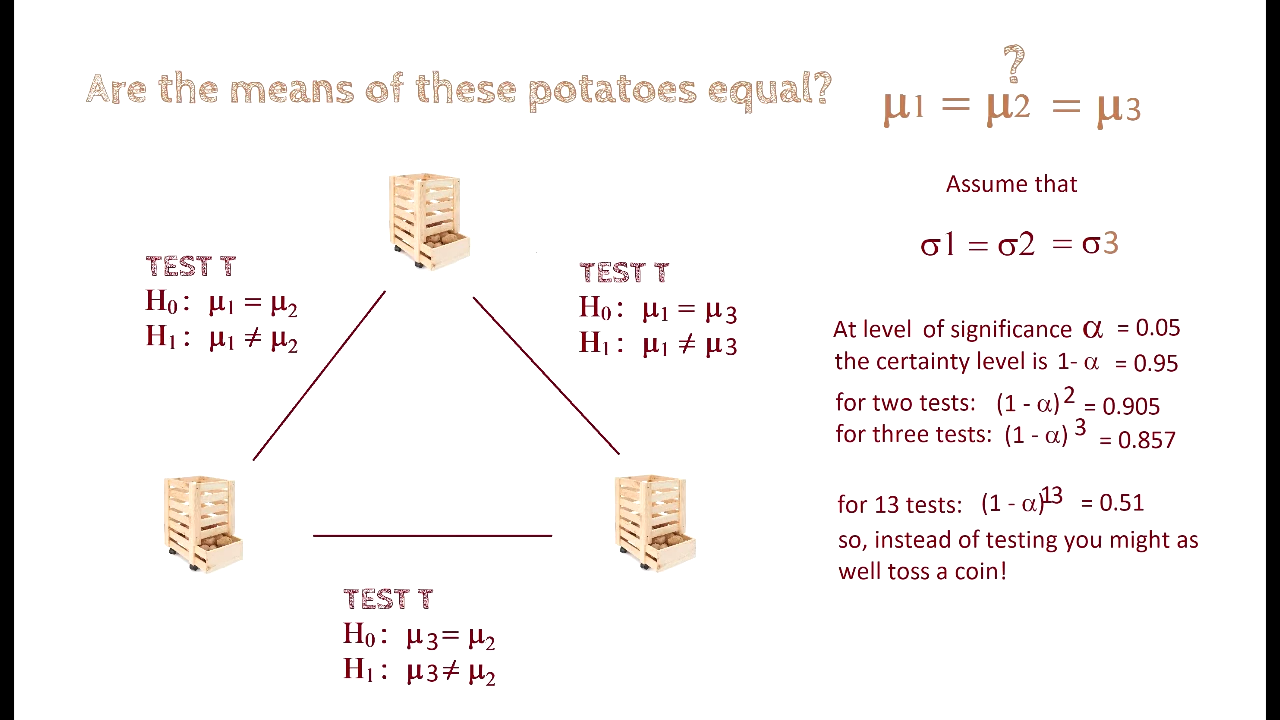 Are the means of these potatoes equal?
?
μ1 = μ2 = μ3
Assume that
σ1 = σ2 = σ3
TEST T
H₀: μ₁ = μ₂
H₁: μ₁ ≠ μ₂
TEST T
H₀: μ₁ = μ₃
H₁: μ₁ ≠ μ₃
At level of significance α = 0.05
the certainty level is 1- α = 0.95
for two tests: (1 - α)² = 0.905
for three tests: (1 - α)³ = 0.857
for 13 tests: (1 - α)¹³ = 0.51
so, instead of testing you might as
well toss a coin!
TEST T
H₀: μ₃ = μ₂
H₁: μ₃ ≠ μ₂